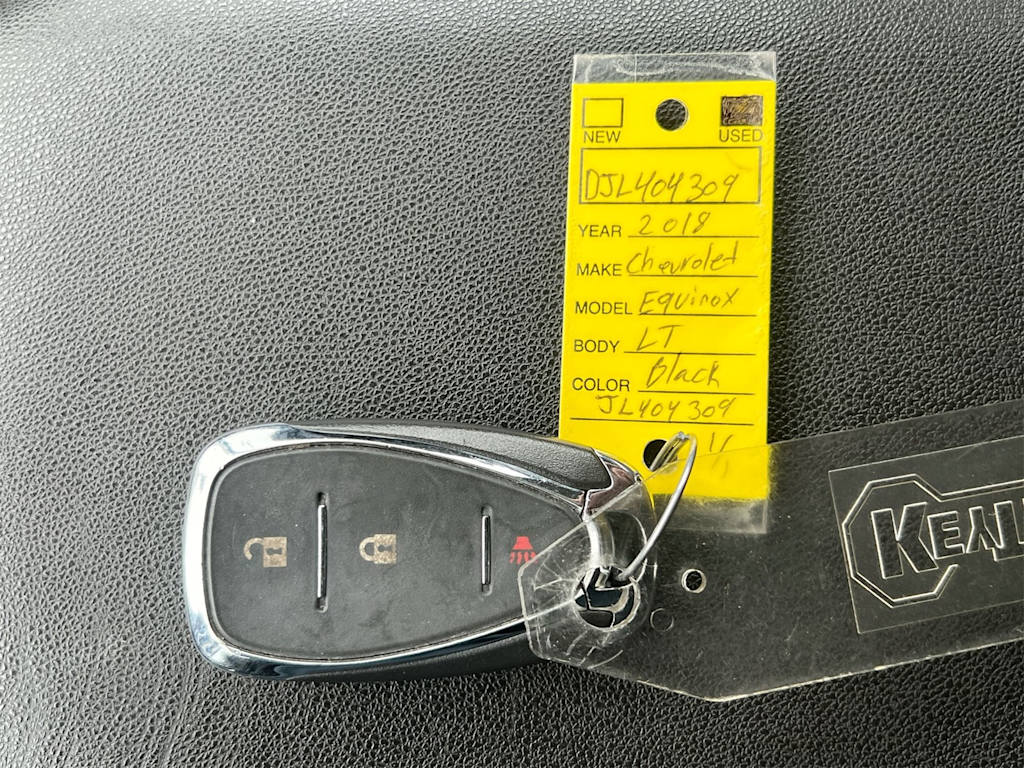 NEW USED
DJL404309
YEAR 2018
MAKE Chevrolet
MODEL Equinox
BODY LT
COLOR Black
JL404309